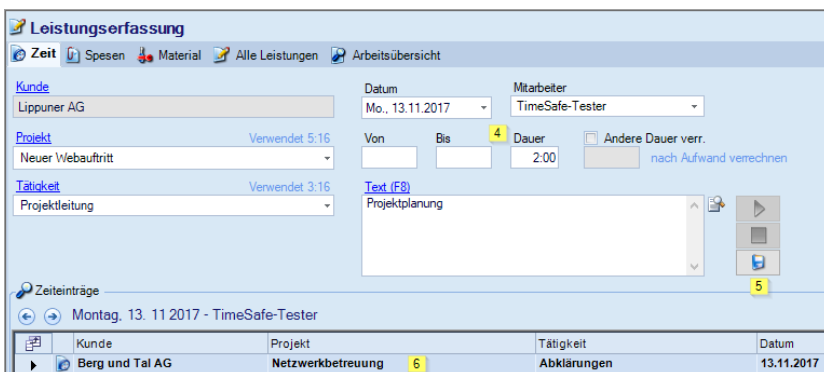 Leistungserfassung
Zeit Spesen Material Alle Leistungen Arbeitsübersicht
Kunde Datum Mitarbeiter
Lippuner AG Mo., 13.11.2017 TimeSafe-Tester
Projekt Verwendet 5:16 Von Bis 4 Dauer Andere Dauer verr.
Neuer Webauftritt 2:00 nach Aufwand verrechnen
Tätigkeit Verwendet 3:16 Text (F8)
Projektleitung Projektplanung
5
Zeiteinträge
Montag, 13. 11 2017 - TimeSafe-Tester
Kunde Projekt Tätigkeit Datum
Berg und Tal AG Netzwerkbetreuung 6 Abklärungen 13.11.2017